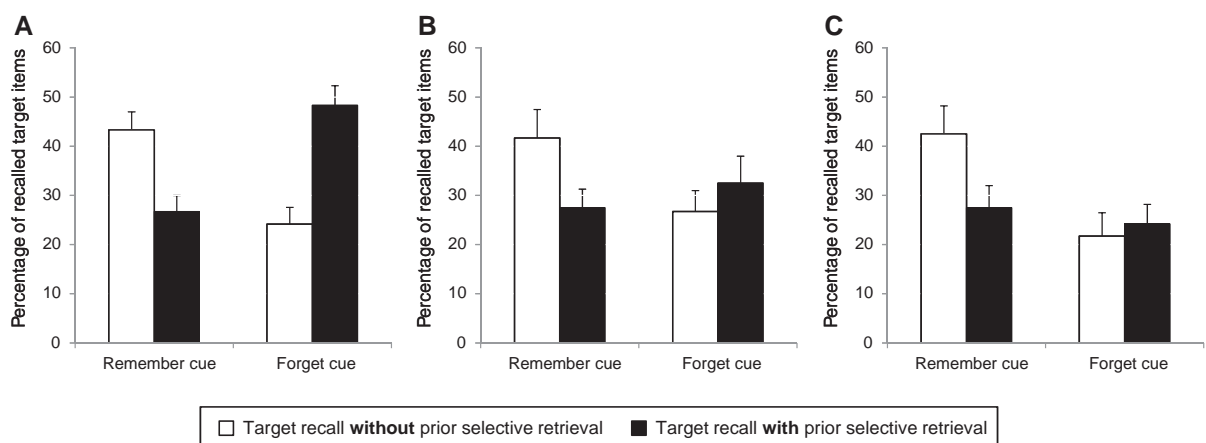 A
Percentage of recalled target items
60
50
40
30
20
10
0
Remember cue
Forget cue
B
Percentage of recalled target items
60
50
40
30
20
10
0
Remember cue
Forget cue
C
Percentage of recalled target items
60
50
40
30
20
10
0
Remember cue
Forget cue
Target recall without prior selective retrieval
Target recall with prior selective retrieval